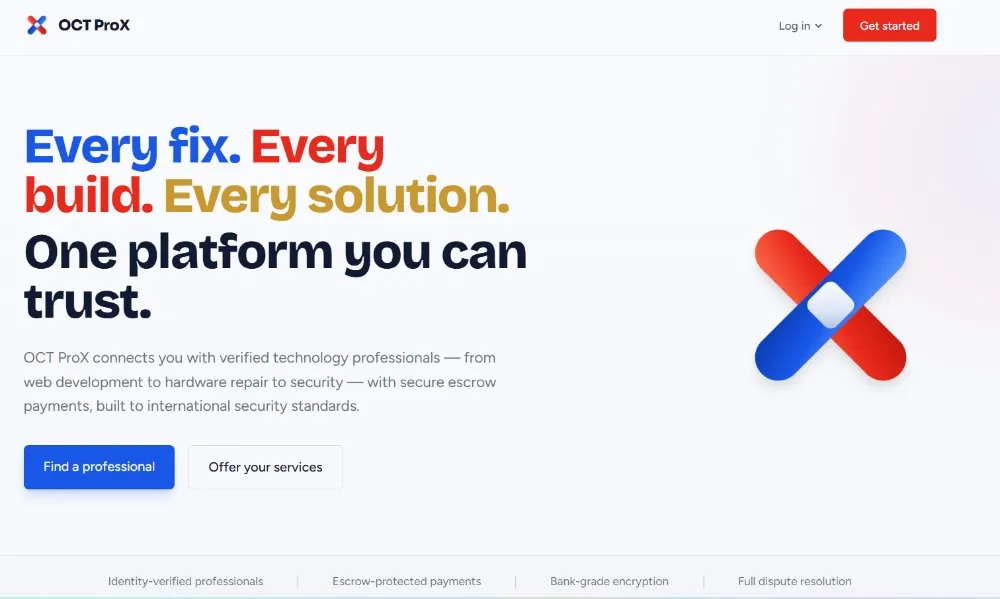 OCT ProX
Log in
Get started
Every fix. Every
build. Every solution.
One platform you can
trust.
OCT ProX connects you with verified technology professionals — from
web development to hardware repair to security — with secure escrow
payments, built to international security standards.
Find a professional
Offer your services
Identity-verified professionals
Escrow-protected payments
Bank-grade encryption
Full dispute resolution